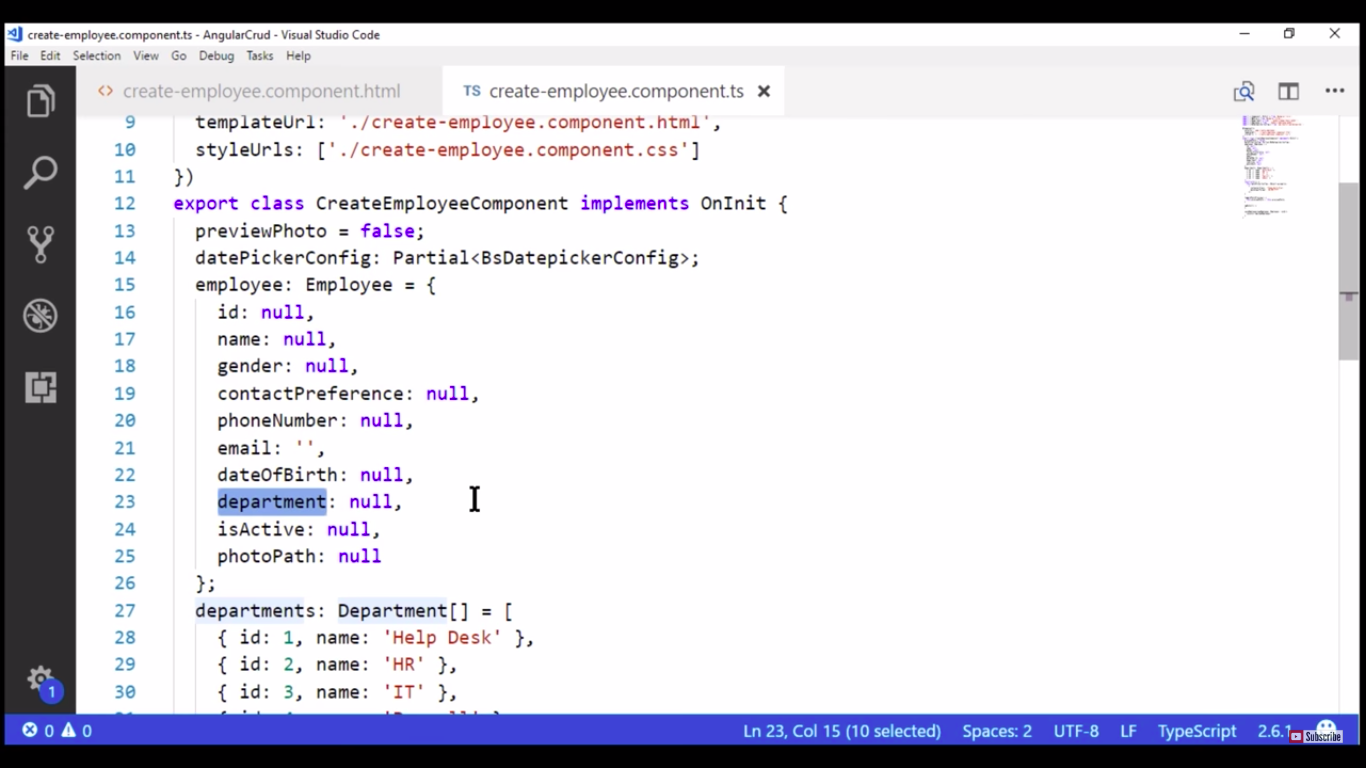 create-employee.component.ts - AngularCrud - Visual Studio Code
File Edit Selection View Go Debug Tasks Help
<> create-employee.component.html TS create-employee.component.ts
9 templateUrl: './create-employee.component.html',
10 styleUrls: ['./create-employee.component.css']
11 })
12 export class CreateEmployeeComponent implements OnInit {
13 previewPhoto = false;
14 datePickerConfig: Partial<BsDatepickerConfig>;
15 employee: Employee = {
16 id: null,
17 name: null,
18 gender: null,
19 contactPreference: null,
20 phoneNumber: null,
21 email: '',
22 dateOfBirth: null,
23 department: null,
24 isActive: null,
25 photoPath: null
26 };
27 departments: Department[] = [
28 { id: 1, name: 'Help Desk' },
29 { id: 2, name: 'HR' },
30 { id: 3, name: 'IT' },
1
0 0 Ln 23, Col 15 (10 selected) Spaces: 2 UTF-8 LF TypeScript 2.6.1
Subscribe